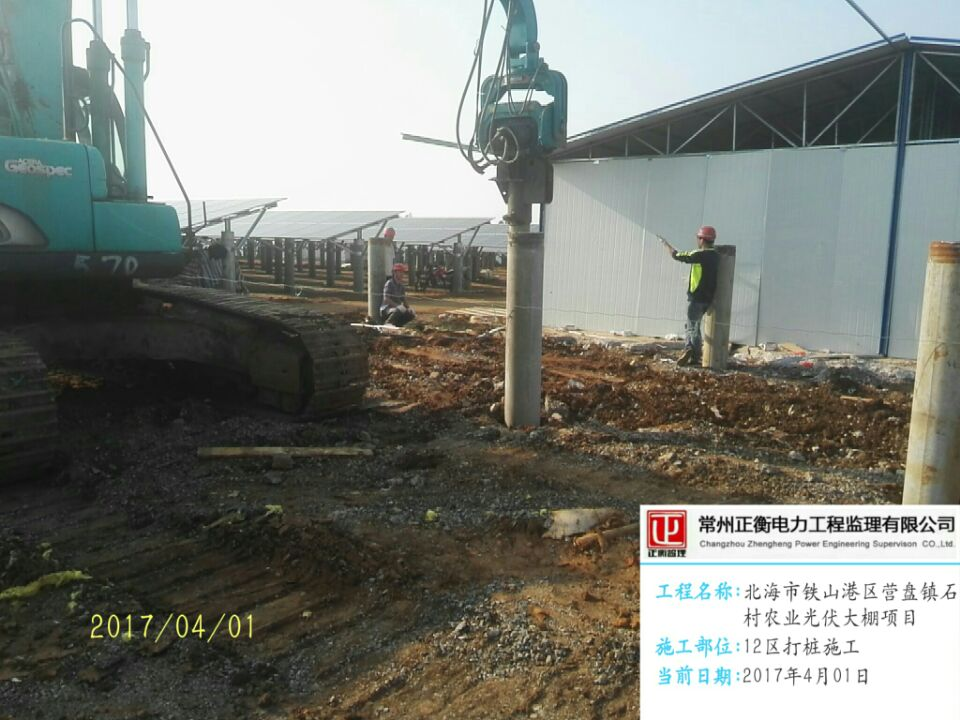 ACERA
Geospec
570
2017/04/01
常州正衡电力工程监理有限公司
正衡监理
Changzhou Zhengheng Power Engineering Supervison CO.,Ltd.
工程名称:北海市铁山港区营盘镇石
村农业光伏大棚项目
施工部位:12区打桩施工
当前日期:2017年4月01日